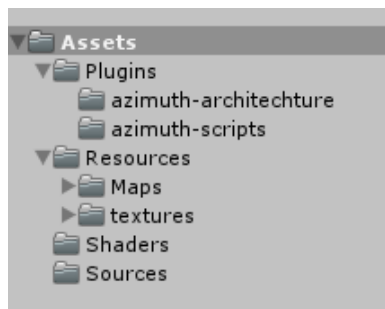 Assets
Plugins
azimuth-architechture
azimuth-scripts
Resources
Maps
textures
Shaders
Sources